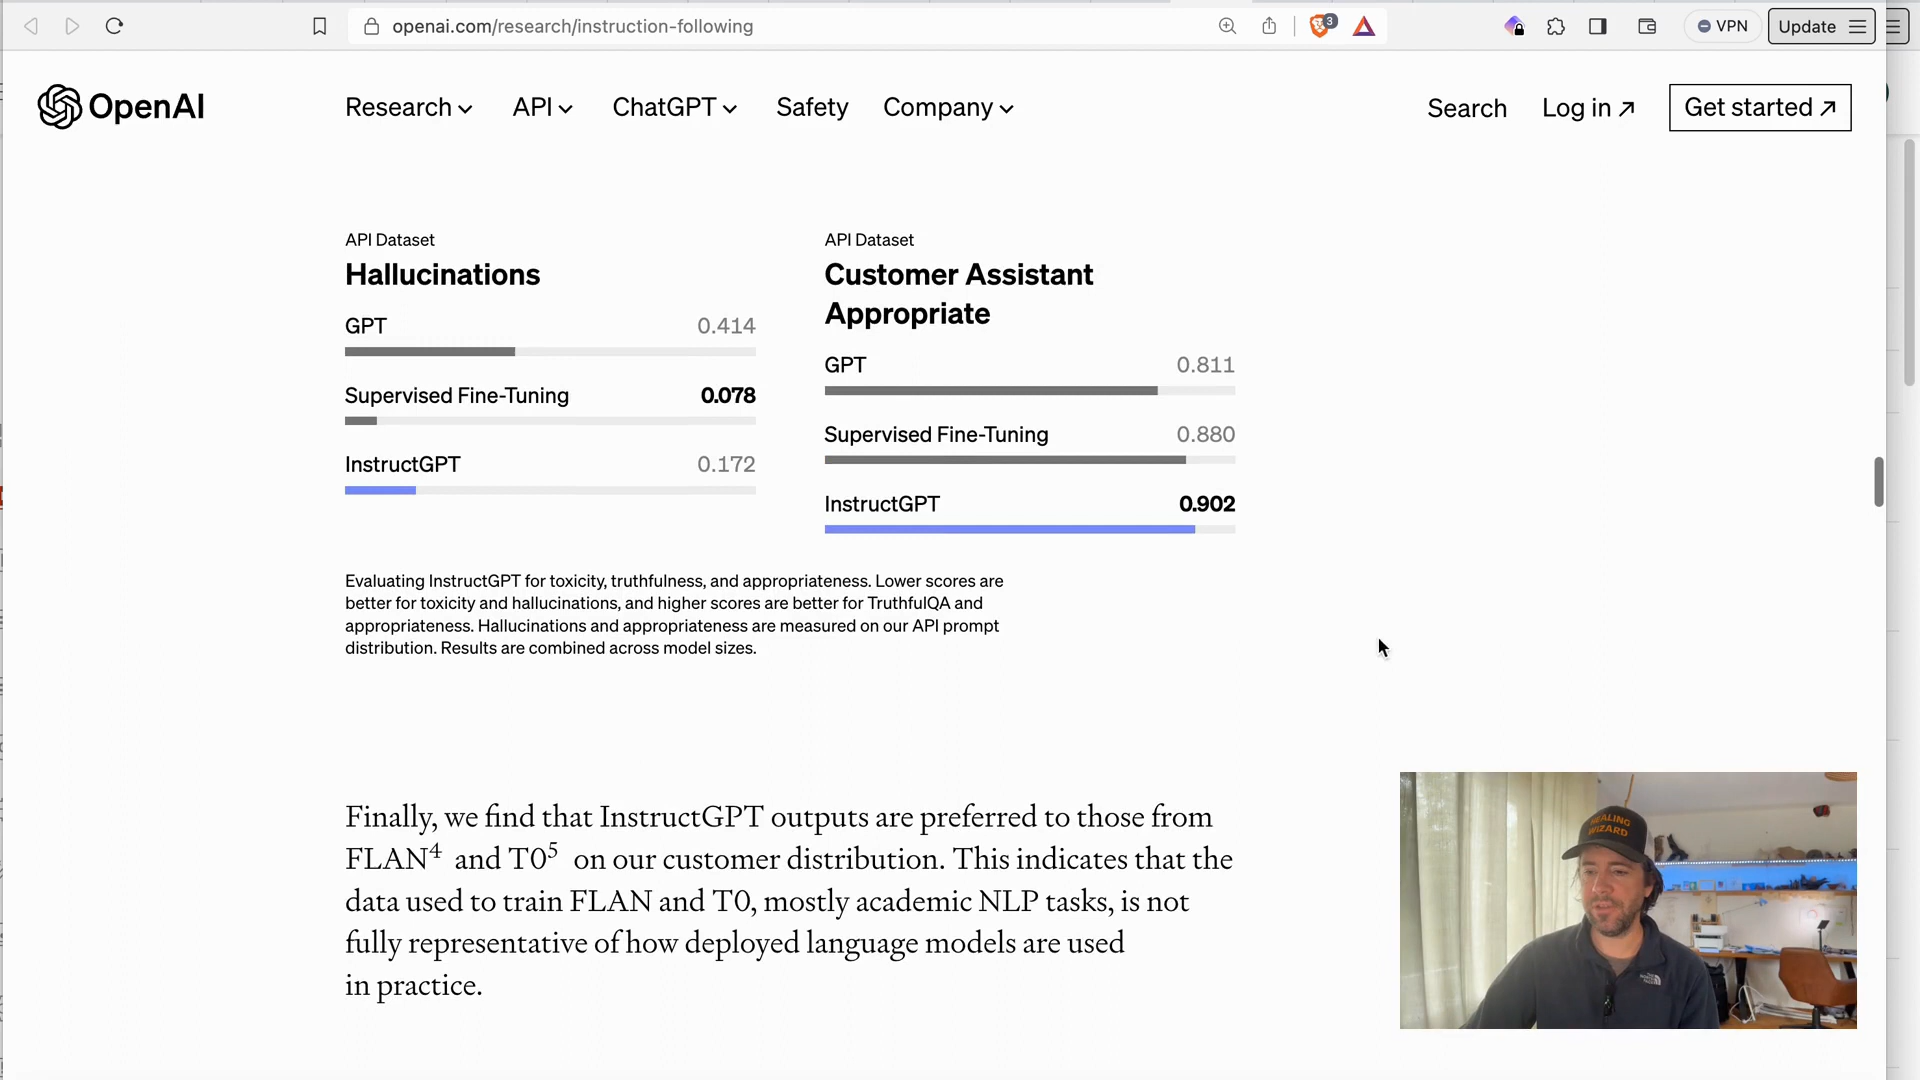 openai.com/research/instruction-following
3
VPN
Update
OpenAI
Research
API
ChatGPT
Safety
Company
Search
Log in ↗
Get started ↗
API Dataset
Hallucinations
GPT 0.414
Supervised Fine-Tuning 0.078
InstructGPT 0.172
API Dataset
Customer Assistant
Appropriate
GPT 0.811
Supervised Fine-Tuning 0.880
InstructGPT 0.902
Evaluating InstructGPT for toxicity, truthfulness, and appropriateness. Lower scores are
better for toxicity and hallucinations, and higher scores are better for TruthfulQA and
appropriateness. Hallucinations and appropriateness are measured on our API prompt
distribution. Results are combined across model sizes.
Finally, we find that InstructGPT outputs are preferred to those from
FLAN⁴ and T0⁵ on our customer distribution. This indicates that the
data used to train FLAN and T0, mostly academic NLP tasks, is not
fully representative of how deployed language models are used
in practice.
HEALING
WIZARD